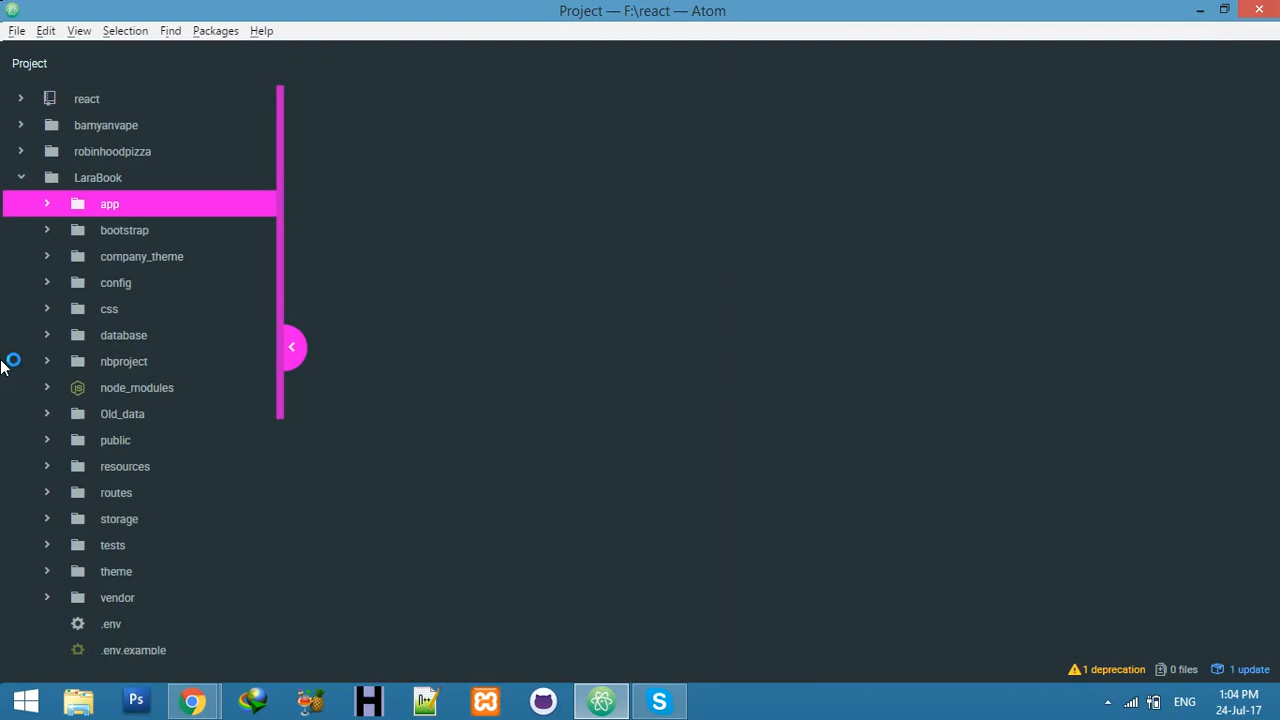 Project — F:\react — Atom
File Edit View Selection Find Packages Help
Project
react
bamyanvape
robinhoodpizza
LaraBook
app
bootstrap
company_theme
config
css
database
nbproject
node_modules
Old_data
public
resources
routes
storage
tests
theme
vendor
.env
.env.example
1 deprecation 0 files 1 update
Ps
H
N++
S
ENG
1:04 PM
24-Jul-17